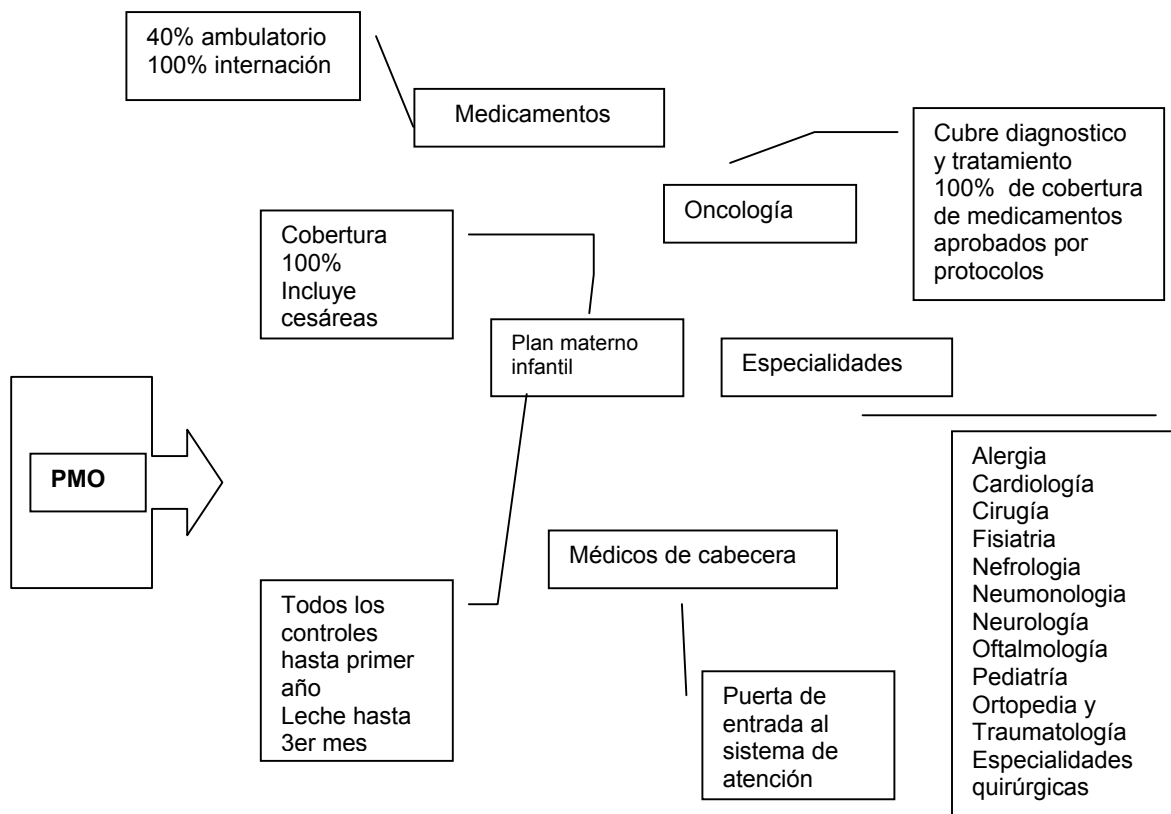 40% ambulatorio
100% internación
Medicamentos
Cubre diagnostico
y tratamiento
100% de cobertura
de medicamentos
aprobados por
protocolos
Oncología
Cobertura
100%
Incluye
cesáreas
Plan materno
infantil
Especialidades
PMO
Alergia
Cardiología
Cirugía
Fisiatria
Nefrologia
Neumonologia
Neurología
Oftalmología
Pediatría
Ortopedia y
Traumatología
Especialidades
quirúrgicas
Médicos de cabecera
Todos los
controles
hasta primer
año
Leche hasta
3er mes
Puerta de
entrada al
sistema de
atención